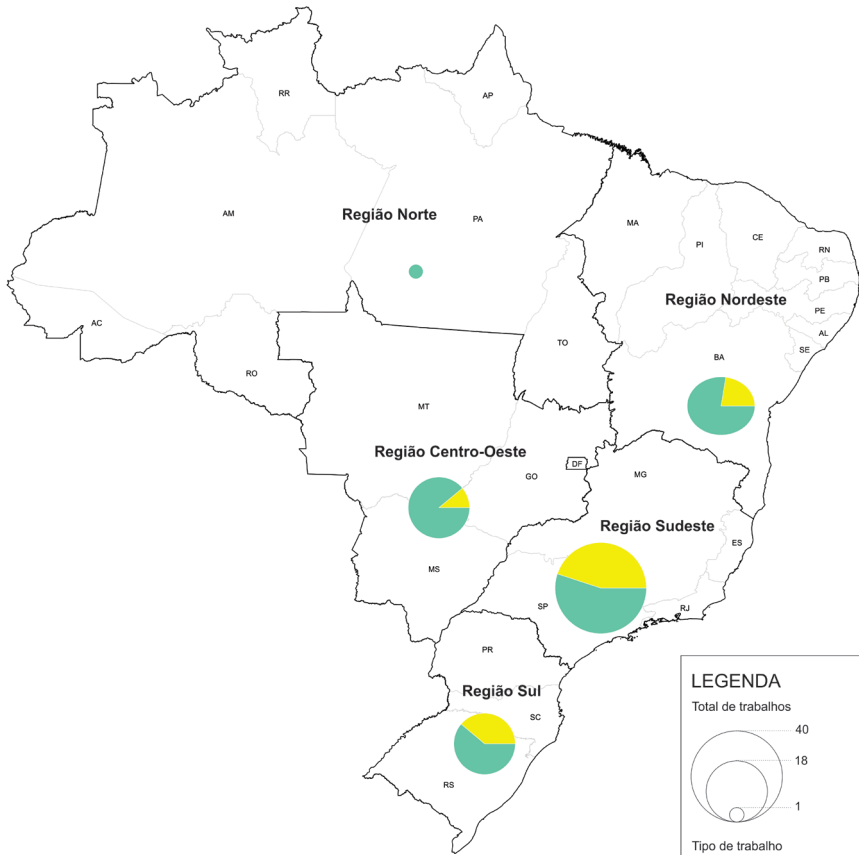 RR
AP
AM
Região Norte
PA
MA
PI
CE
RN
PB
PE
AL
SE
Região Nordeste
AC
RO
TO
BA
MT
Região Centro-Oeste
GO
DF
MG
Região Sudeste
ES
MS
SP
RJ
PR
Região Sul
SC
RS
LEGENDA
Total de trabalhos
40
18
1
Tipo de trabalho